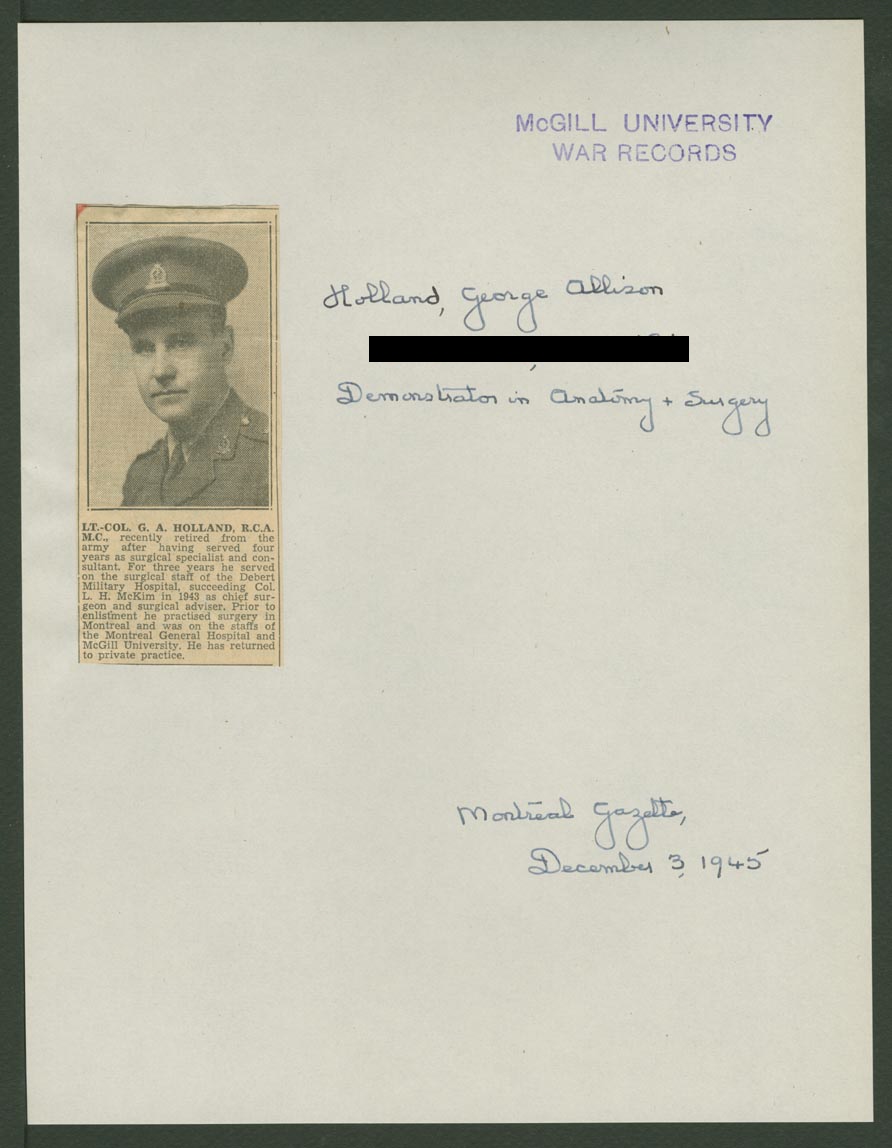 McGILL UNIVERSITY
WAR RECORDS
Holland, George Allison
Demonstrator in Anatomy + Surgery
LT.-COL. G. A. HOLLAND, R.C.A.
M.C., recently retired from the
army after having served four
years as surgical specialist and con-
sultant. For three years he served
on the surgical staff of the Debert
Military Hospital, succeeding Col.
L. H. McKim in 1943 as chief sur-
geon and surgical adviser. Prior to
enlistment he practised surgery in
Montreal and was on the staffs of
the Montreal General Hospital and
McGill University. He has returned
to private practice.
Montreal Gazette,
December 3, 1945